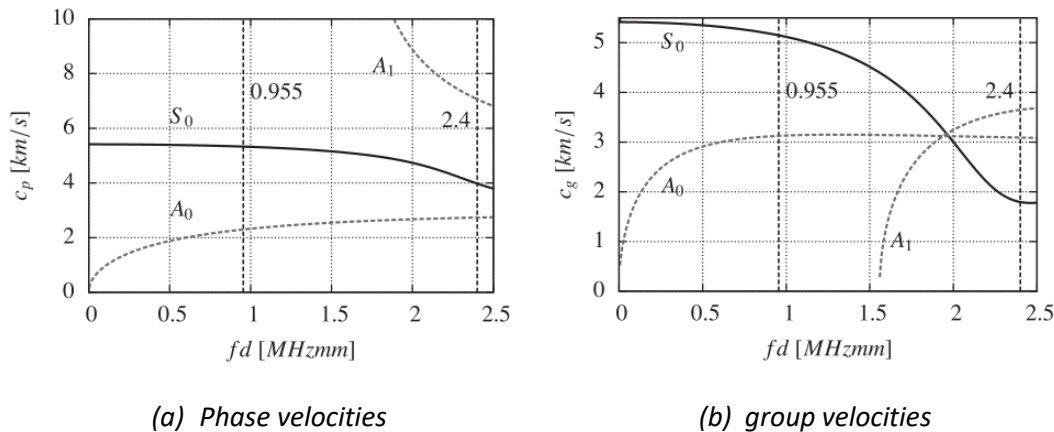 10
8
6
4
2
0
c_p [km/s]
A_1
0.955
S_0
2.4
A_0
0 0.5 1 1.5 2 2.5
fd [MHzmm]
(a) Phase velocities
5
4
3
2
1
0
c_g [km/s]
S_0
0.955
2.4
A_0
A_1
0 0.5 1 1.5 2 2.5
fd [MHzmm]
(b) group velocities